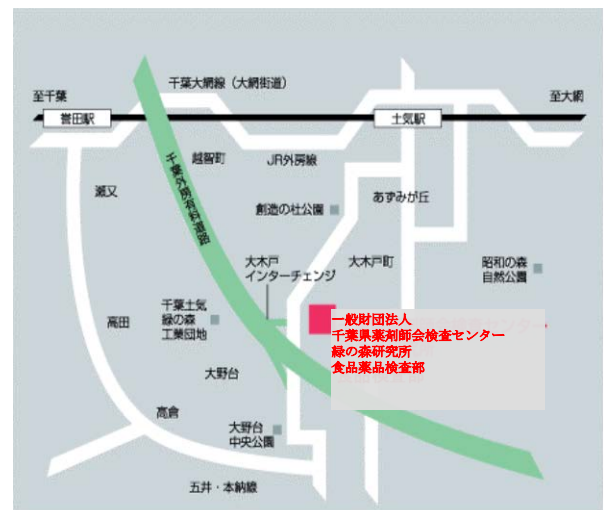 千葉大網線（大網街道）
至千葉
至大網
誉田駅
土気駅
越智町
JR外房線
千葉外房有料道路
瀬又
創造の杜公園
あずみが丘
大木戸
インターチェンジ
大木戸町
昭和の森
自然公園
千葉土気
緑の森
工業団地
高田
一般財団法人
千葉県薬剤師会検査センター
緑の森研究所
食品薬品検査部
大野台
高倉
大野台
中央公園
五井・本納線